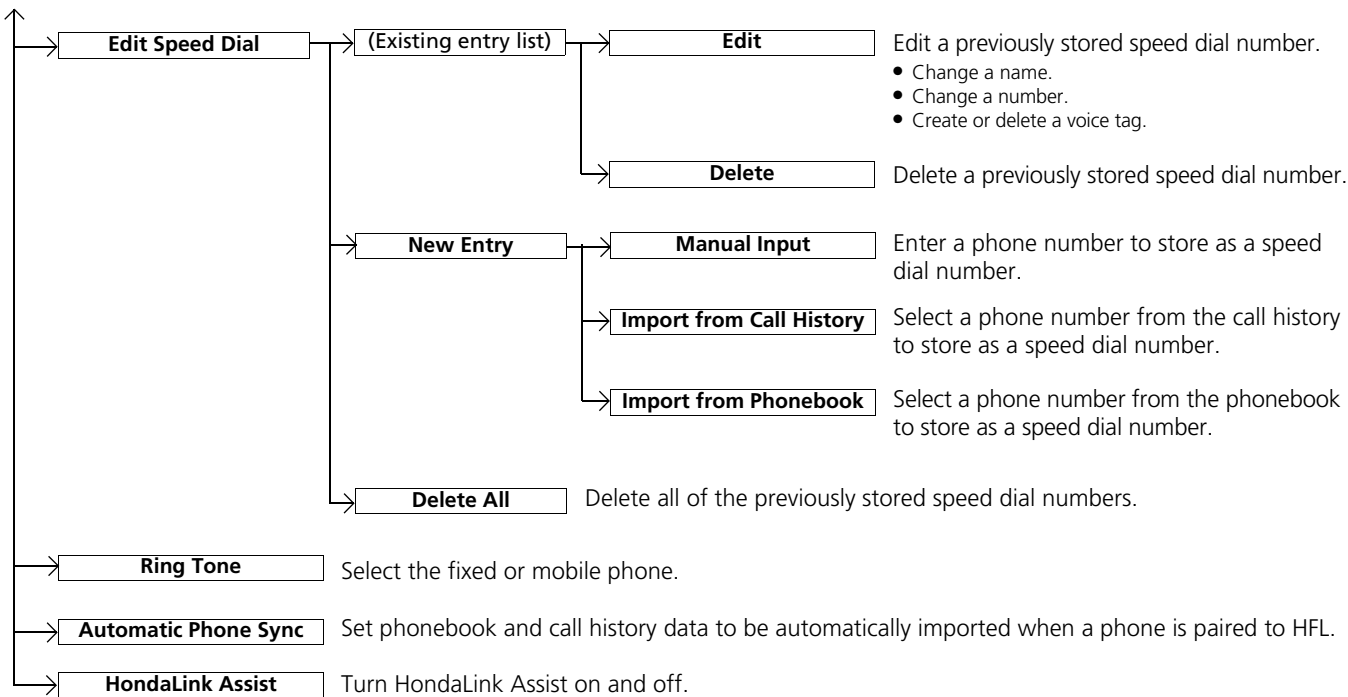 Edit Speed Dial
(Existing entry list)
Edit
Edit a previously stored speed dial number.
• Change a name.
• Change a number.
• Create or delete a voice tag.
Delete
Delete a previously stored speed dial number.
New Entry
Manual Input
Enter a phone number to store as a speed
dial number.
Import from Call History
Select a phone number from the call history
to store as a speed dial number.
Import from Phonebook
Select a phone number from the phonebook
to store as a speed dial number.
Delete All
Delete all of the previously stored speed dial numbers.
Ring Tone
Select the fixed or mobile phone.
Automatic Phone Sync
Set phonebook and call history data to be automatically imported when a phone is paired to HFL.
HondaLink Assist
Turn HondaLink Assist on and off.